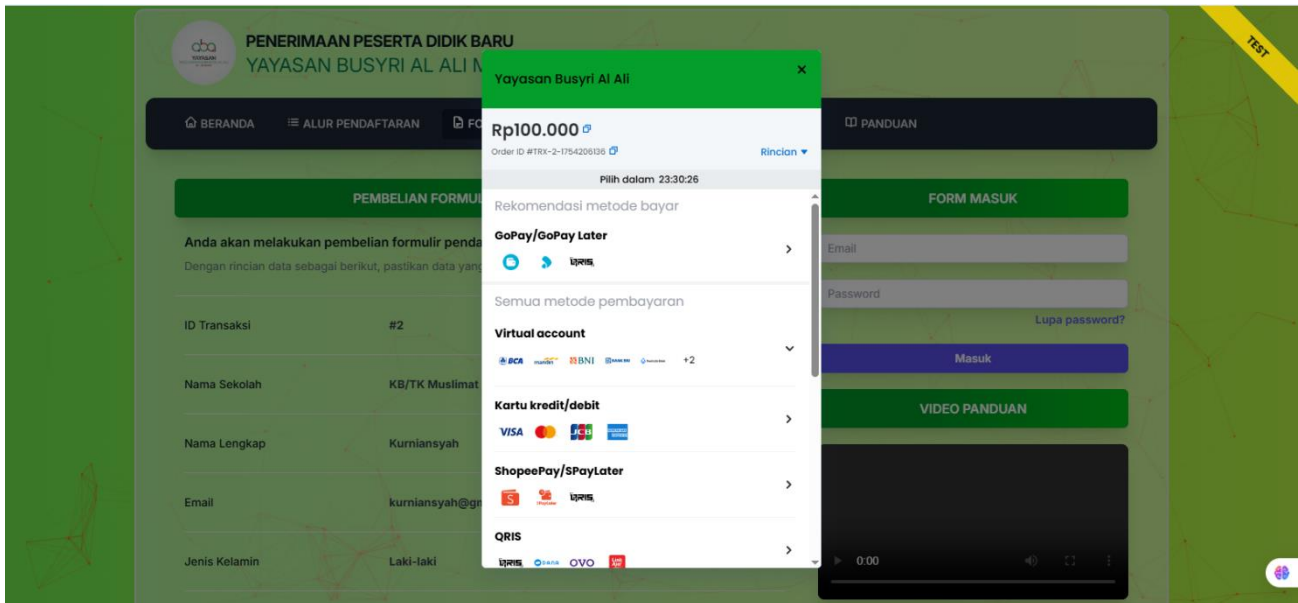 TEST
aba
YAYASAN
PENERIMAAN PESERTA DIDIK BARU
YAYASAN BUSYRI AL ALI M
BERANDA
ALUR PENDAFTARAN
FO
PANDUAN
PEMBELIAN FORMUL
Anda akan melakukan pembelian formulir penda
Dengan rincian data sebagai berikut, pastikan data yang
ID Transaksi #2
Nama Sekolah KB/TK Muslimat
Nama Lengkap Kurniansyah
Email kurniansyah@gm
Jenis Kelamin Laki-laki
Yayasan Busyri Al Ali
Rp100.000
Order ID #TRX-2-1754206136
Rincian
Pilih dalam 23:30:26
Rekomendasi metode bayar
GoPay/GoPay Later
QRIS
Semua metode pembayaran
Virtual account
BCA mandiri BNI +2
Kartu kredit/debit
VISA JCB
ShopeePay/SPayLater
S SPayLater QRIS
QRIS
QRIS DANA OVO
FORM MASUK
Email
Password
Lupa password?
Masuk
VIDEO PANDUAN
0:00